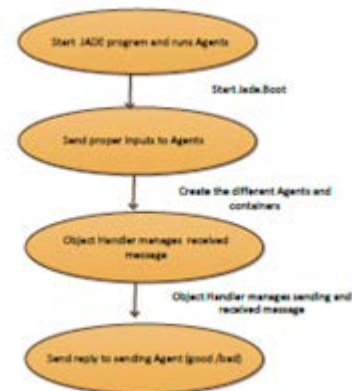 Start JADE program and runs Agents
Start.Jade.Boot
Send proper Inputs to Agents
Create the different Agents and
containers
Object Handler manages received
message
Object Handler manages sending and
received message
Send reply to sending Agent (good /bad)